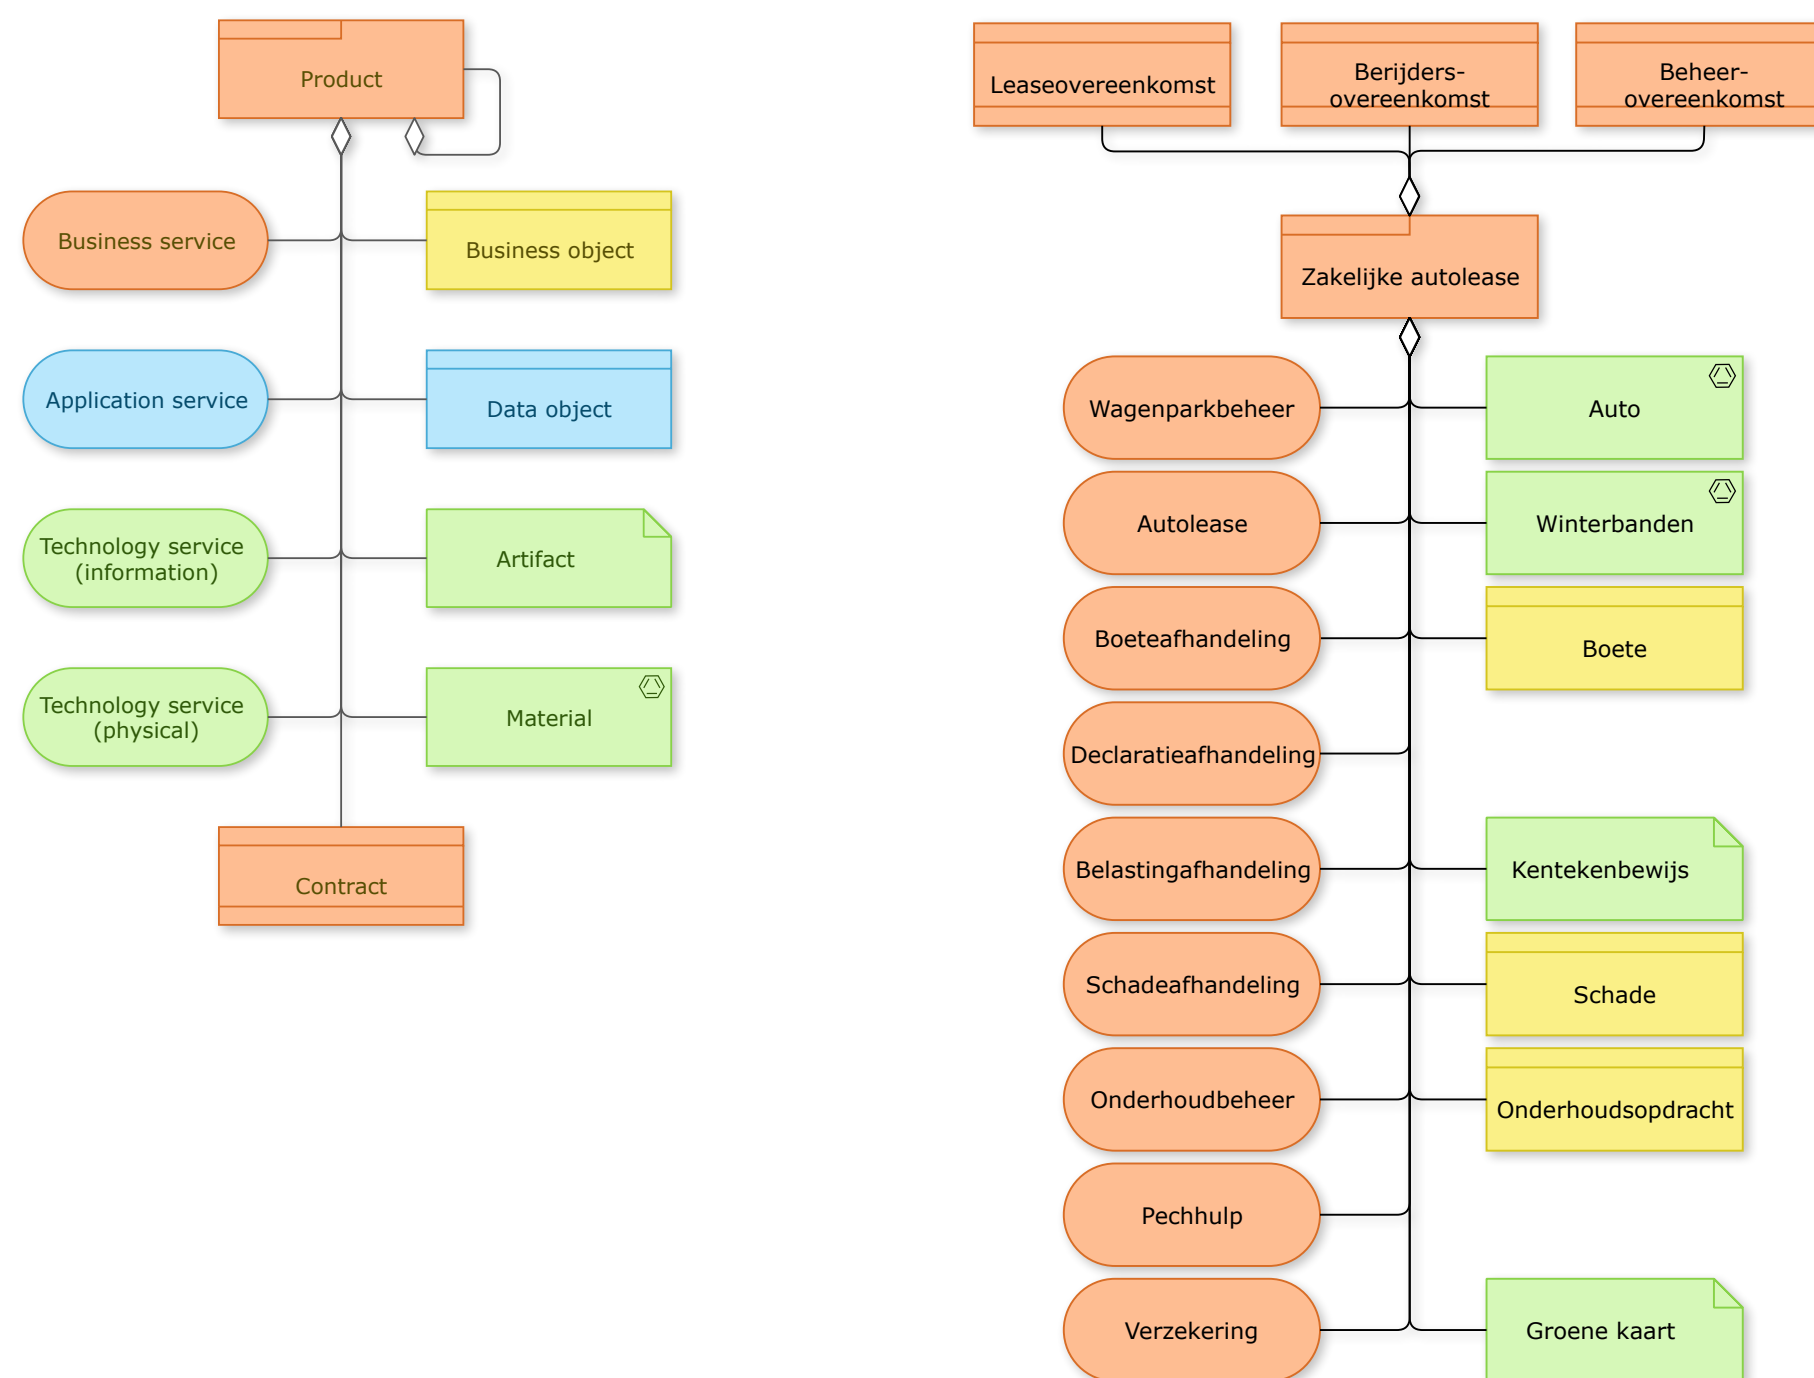 Product
Business service
Business object
Application service
Data object
Technology service
(information)
Artifact
Technology service
(physical)
Material
Contract
Leaseovereenkomst
Berijders-
overeenkomst
Beheer-
overeenkomst
Zakelijke autolease
Wagenparkbeheer
Auto
Autolease
Winterbanden
Boeteafhandeling
Boete
Declaratieafhandeling
Belastingafhandeling
Kentekenbewijs
Schadeafhandeling
Schade
Onderhoudbeheer
Onderhoudsopdracht
Pechhulp
Verzekering
Groene kaart